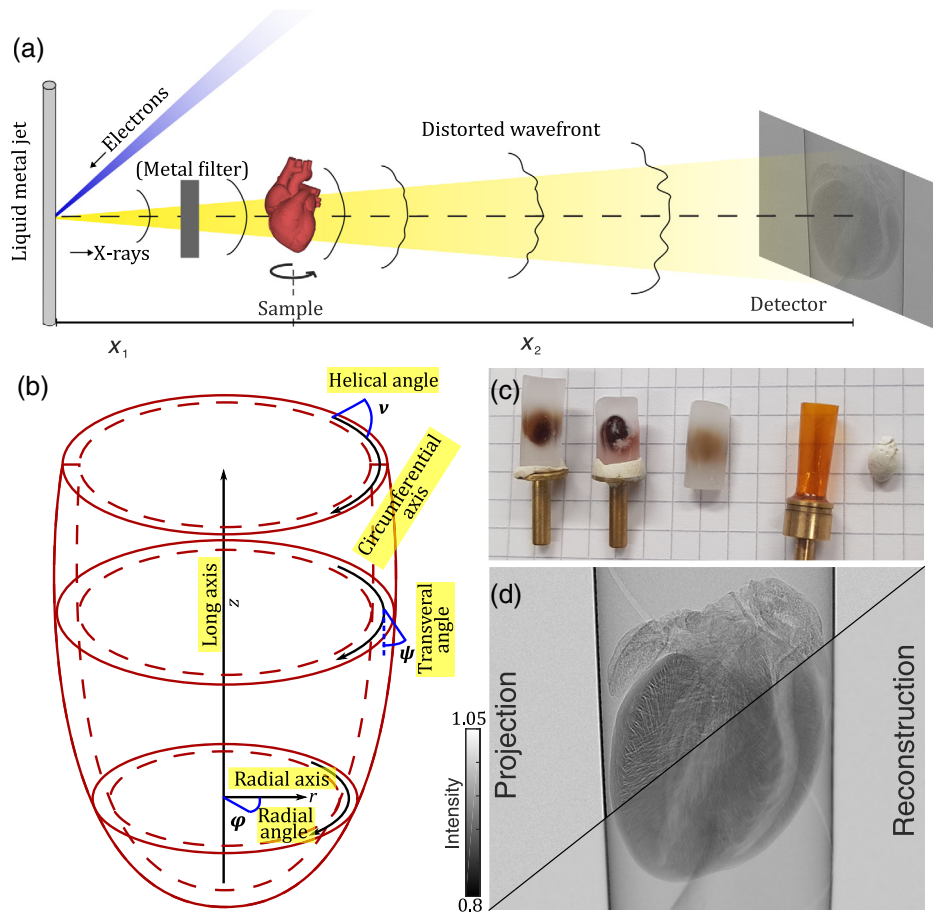 (a)
Liquid metal jet
Electrons
(Metal filter)
Distorted wavefront
X-rays
Sample
Detector
x₁
x₂
(b)
Helical angle
ν
Circumferential
axis
Long axis
z
Transveral
angle
ψ
Radial axis
r
φ
Radial
angle
(c)
(d)
Projection
Reconstruction
1.05
Intensity
0.8